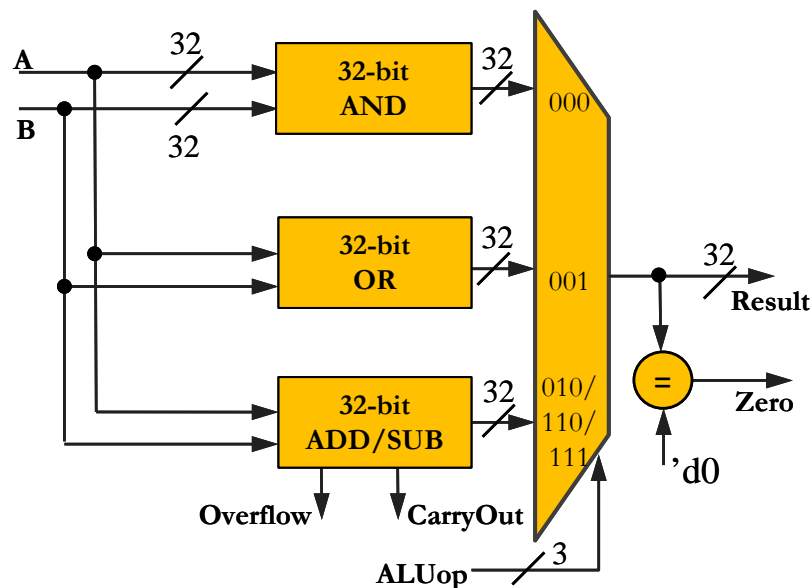 A
32
32-bit
AND
32
000
B
32
32-bit
OR
32
001
32
Result
32-bit
ADD/SUB
32
010/
110/
111
=
Zero
'd0
Overflow
CarryOut
ALUop
3